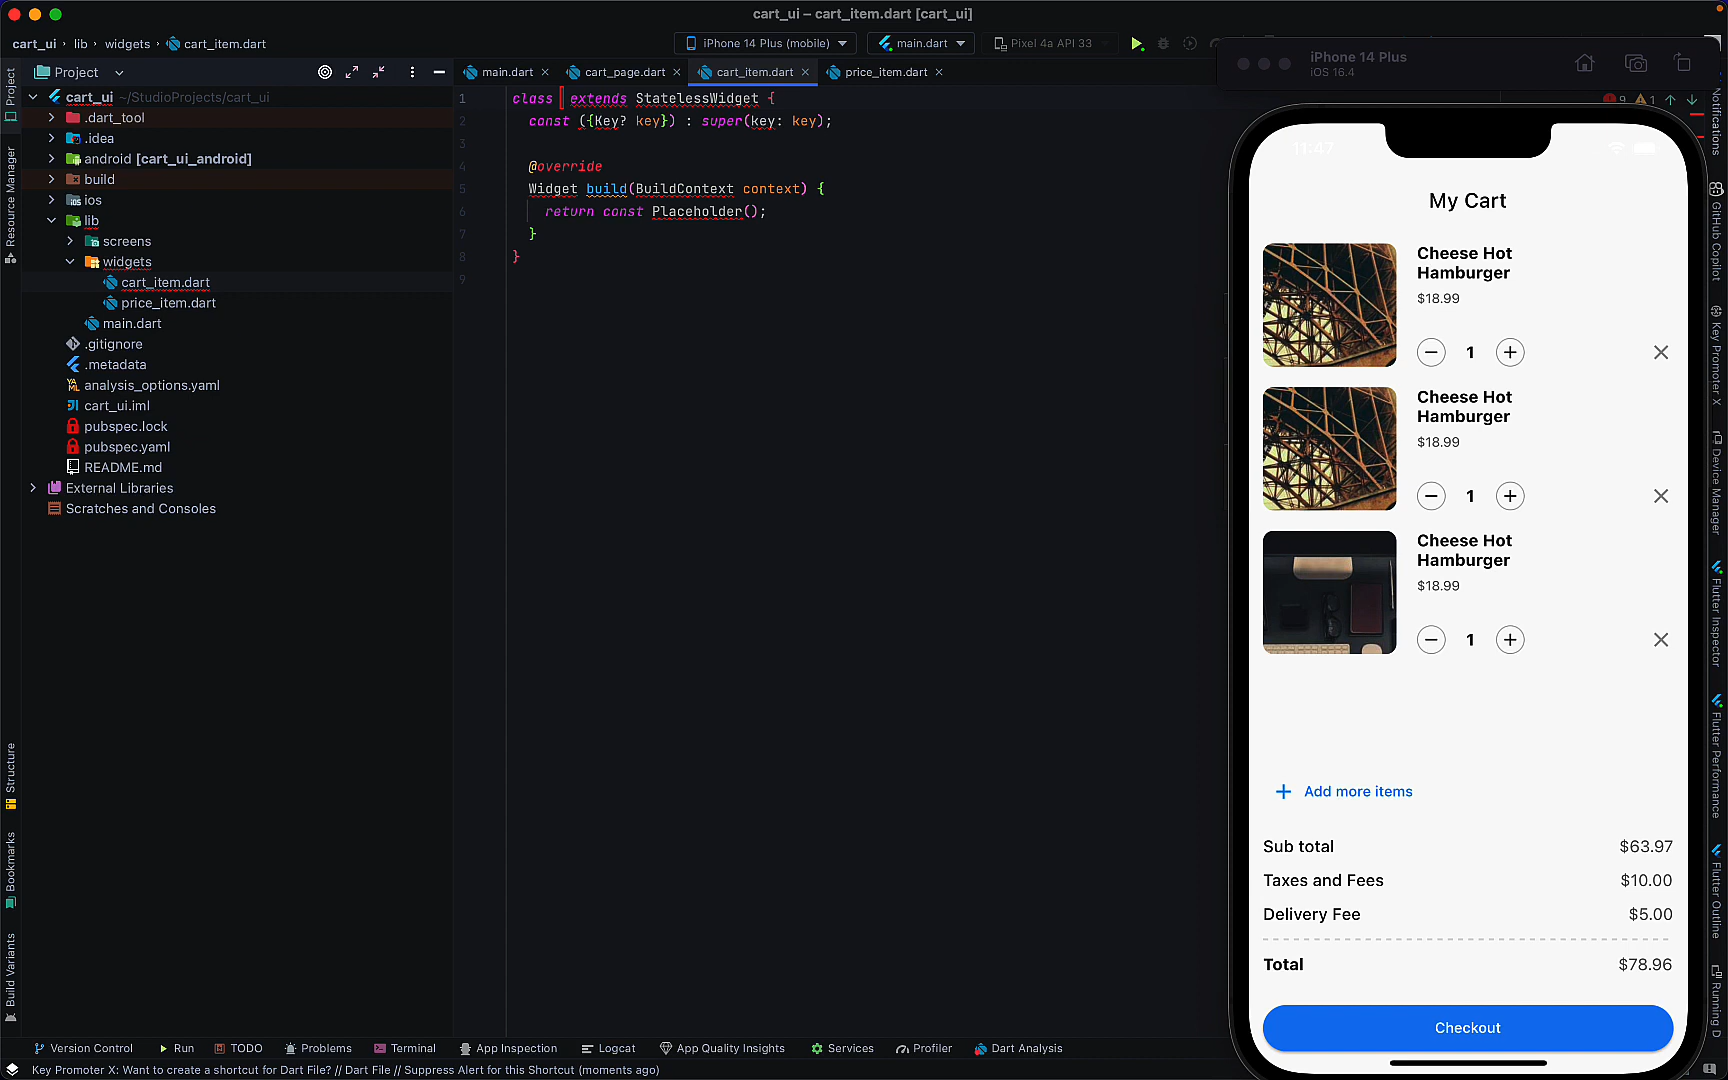 cart_ui – cart_item.dart [cart_ui]
cart_ui › lib › widgets › cart_item.dart
iPhone 14 Plus (mobile)
main.dart
Pixel 4a API 33
Project
main.dart
cart_page.dart
cart_item.dart
price_item.dart
cart_ui ~/StudioProjects/cart_ui
.dart_tool
.idea
android [cart_ui_android]
build
ios
lib
screens
widgets
cart_item.dart
price_item.dart
main.dart
.gitignore
.metadata
analysis_options.yaml
cart_ui.iml
pubspec.lock
pubspec.yaml
README.md
External Libraries
Scratches and Consoles
Project
Resource Manager
Structure
Bookmarks
Build Variants
1 class extends StatelessWidget {
2 const ({Key? key}) : super(key: key);
3
4 @override
5 Widget build(BuildContext context) {
6 return const Placeholder();
7 }
8 }
9
9 1
iPhone 14 Plus
iOS 16.4
11:47
My Cart
Cheese Hot
Hamburger
$18.99
1
Cheese Hot
Hamburger
$18.99
1
Cheese Hot
Hamburger
$18.99
1
Add more items
Sub total $63.97
Taxes and Fees $10.00
Delivery Fee $5.00
Total $78.96
Checkout
Notifications
GitHub Copilot
Key Promoter X
Device Manager
Flutter Inspector
Flutter Performance
Flutter Outline
Running D
Version Control
Run
TODO
Problems
Terminal
App Inspection
Logcat
App Quality Insights
Services
Profiler
Dart Analysis
Key Promoter X: Want to create a shortcut for Dart File? // Dart File // Suppress Alert for this Shortcut (moments ago)